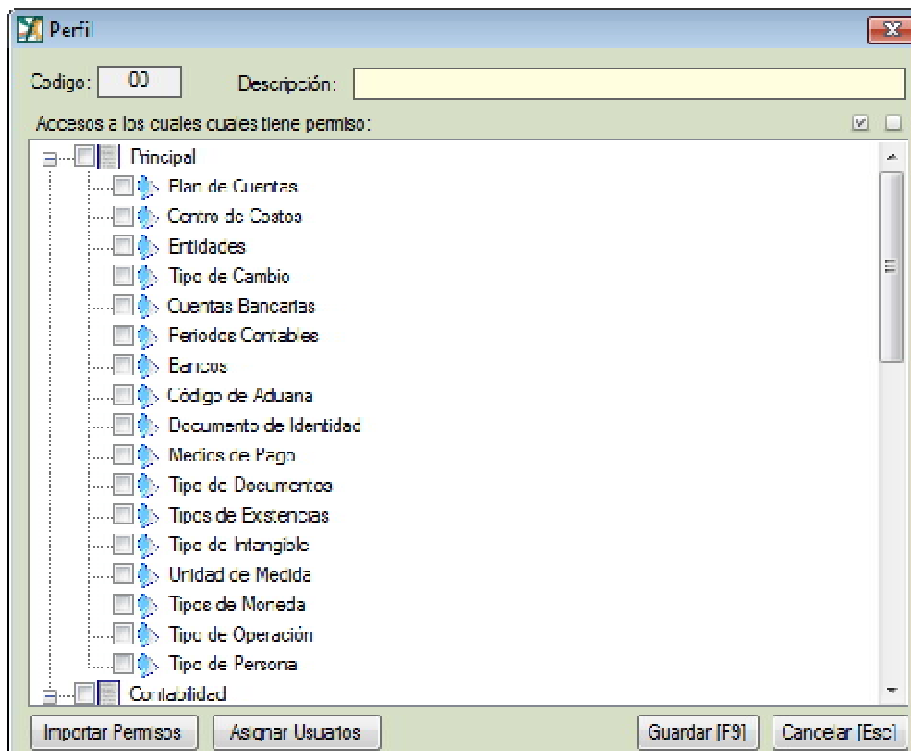 Perfil
Codigo: 00 Descripción:
Accesos a los cuales cuales tiene permiso:
Principal
Plan de Cuentas
Centro de Costos
Entidades
Tipo de Cambio
Cuentas Bancarias
Periodos Contables
Bancos
Código de Aduana
Documento de Identidad
Medios de Pago
Tipo de Documentos
Tipos de Existencias
Tipo de Intangible
Unidad de Medida
Tipos de Moneda
Tipo de Operación
Tipo de Persona
Contabilidad
Importar Permisos Asignar Usuarios Guardar [F9] Cancelar [Esc]